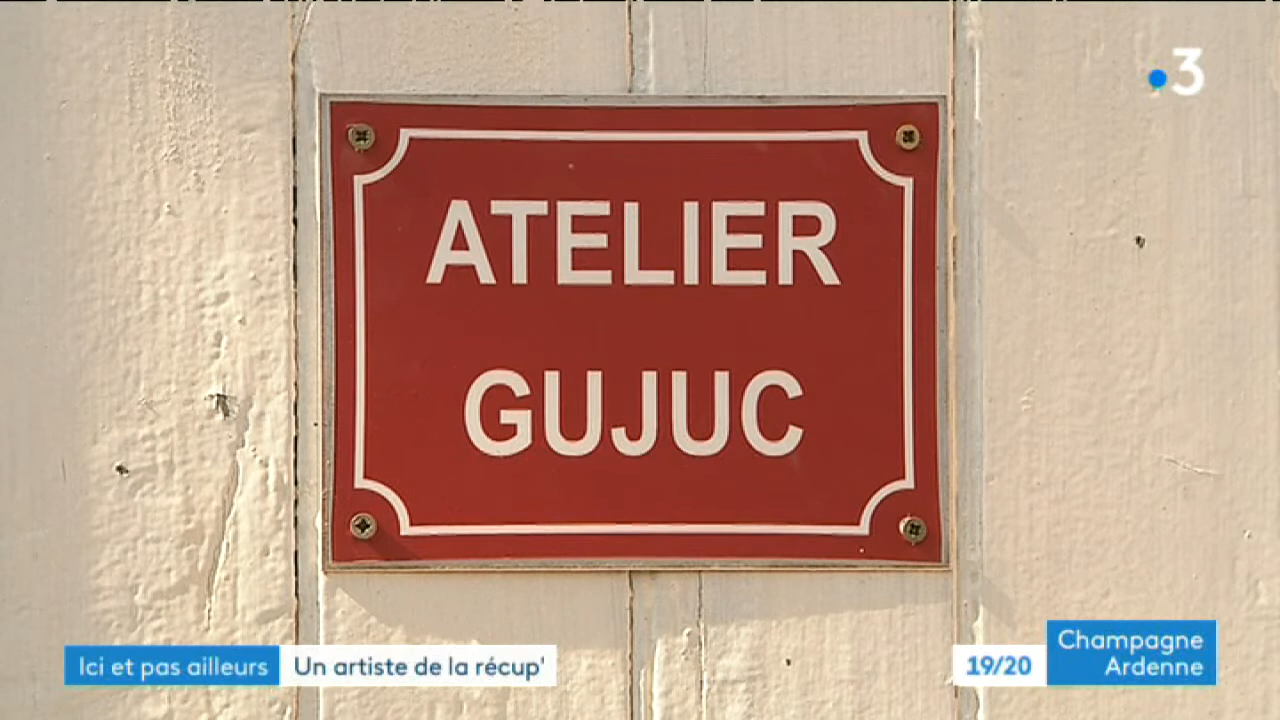 3
ATELIER
GUJUC
Ici et pas ailleurs Un artiste de la récup'
19/20 Champagne
Ardenne